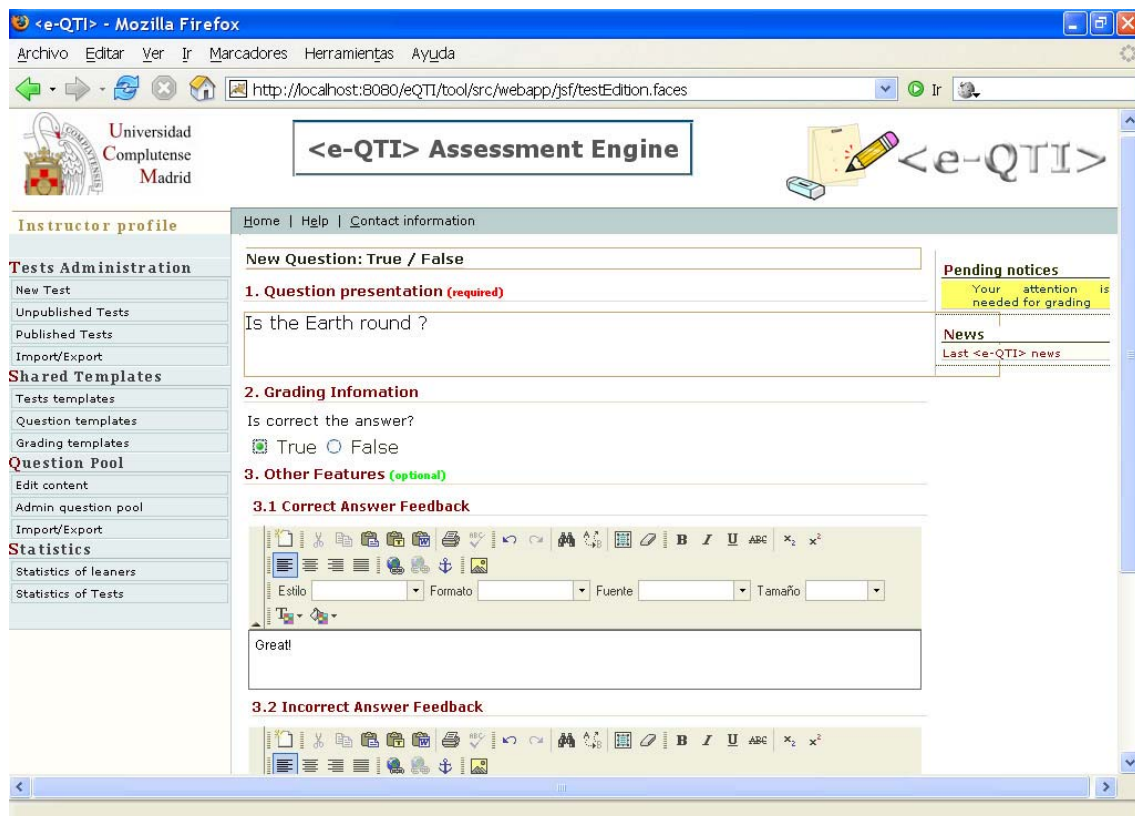 <e-QTI> - Mozilla Firefox
Archivo Editar Ver Ir Marcadores Herramientas Ayuda
http://localhost:8080/eQTI/tool/src/webapp/jsf/testEdition.faces
Ir
Universidad
Complutense
Madrid
<e-QTI> Assessment Engine
<e-QTI>
Instructor profile
Home | Help | Contact information
Tests Administration
New Test
Unpublished Tests
Published Tests
Import/Export
Shared Templates
Tests templates
Question templates
Grading templates
Question Pool
Edit content
Admin question pool
Import/Export
Statistics
Statistics of leaners
Statistics of Tests
New Question: True / False
1. Question presentation (required)
Is the Earth round ?
2. Grading Infomation
Is correct the answer?
True False
3. Other Features (optional)
3.1 Correct Answer Feedback
B I U ABC x₂ x²
Estilo Formato Fuente Tamaño
Great!
3.2 Incorrect Answer Feedback
B I U ABC x₂ x²
Pending notices
Your attention is
needed for grading
News
Last <e-QTI> news